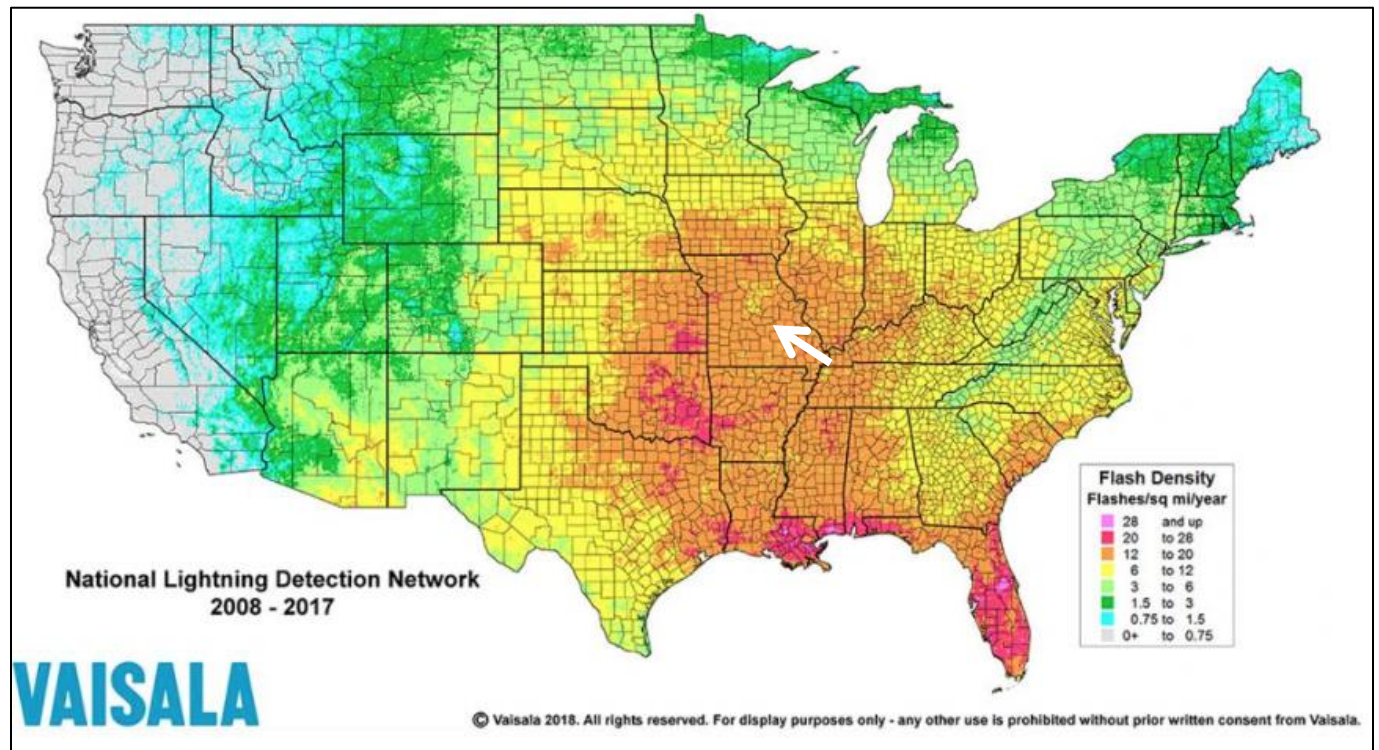 National Lightning Detection Network
2008 - 2017
Flash Density
Flashes/sq mi/year
28 and up
20 to 28
12 to 20
6 to 12
3 to 6
1.5 to 3
0.75 to 1.5
0+ to 0.75
VAISALA
© Vaisala 2018. All rights reserved. For display purposes only - any other use is prohibited without prior written consent from Vaisala.